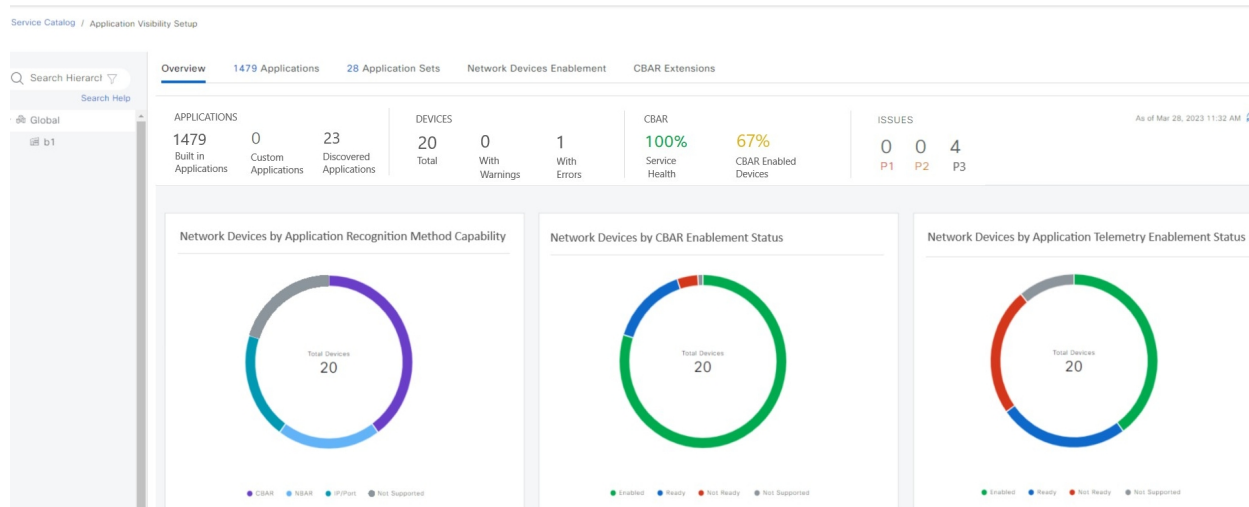 Service Catalog / Application Visibility Setup
Search Hierarcl
Search Help
Global
b1
Overview 1479 Applications 28 Application Sets Network Devices Enablement CBAR Extensions
APPLICATIONS
1479 0 23
Built in Applications Custom Applications Discovered Applications
DEVICES
20 0 1
Total With Warnings With Errors
CBAR
100% 67%
Service Health CBAR Enabled Devices
ISSUES
0 0 4
P1 P2 P3
As of Mar 28, 2023 11:32 AM
Network Devices by Application Recognition Method Capability
Total Devices
20
CBAR NBAR IP/Port Not Supported
Network Devices by CBAR Enablement Status
Total Devices
20
Enabled Ready Not Ready Not Supported
Network Devices by Application Telemetry Enablement Status
Total Devices
20
Enabled Ready Not Ready Not Supported